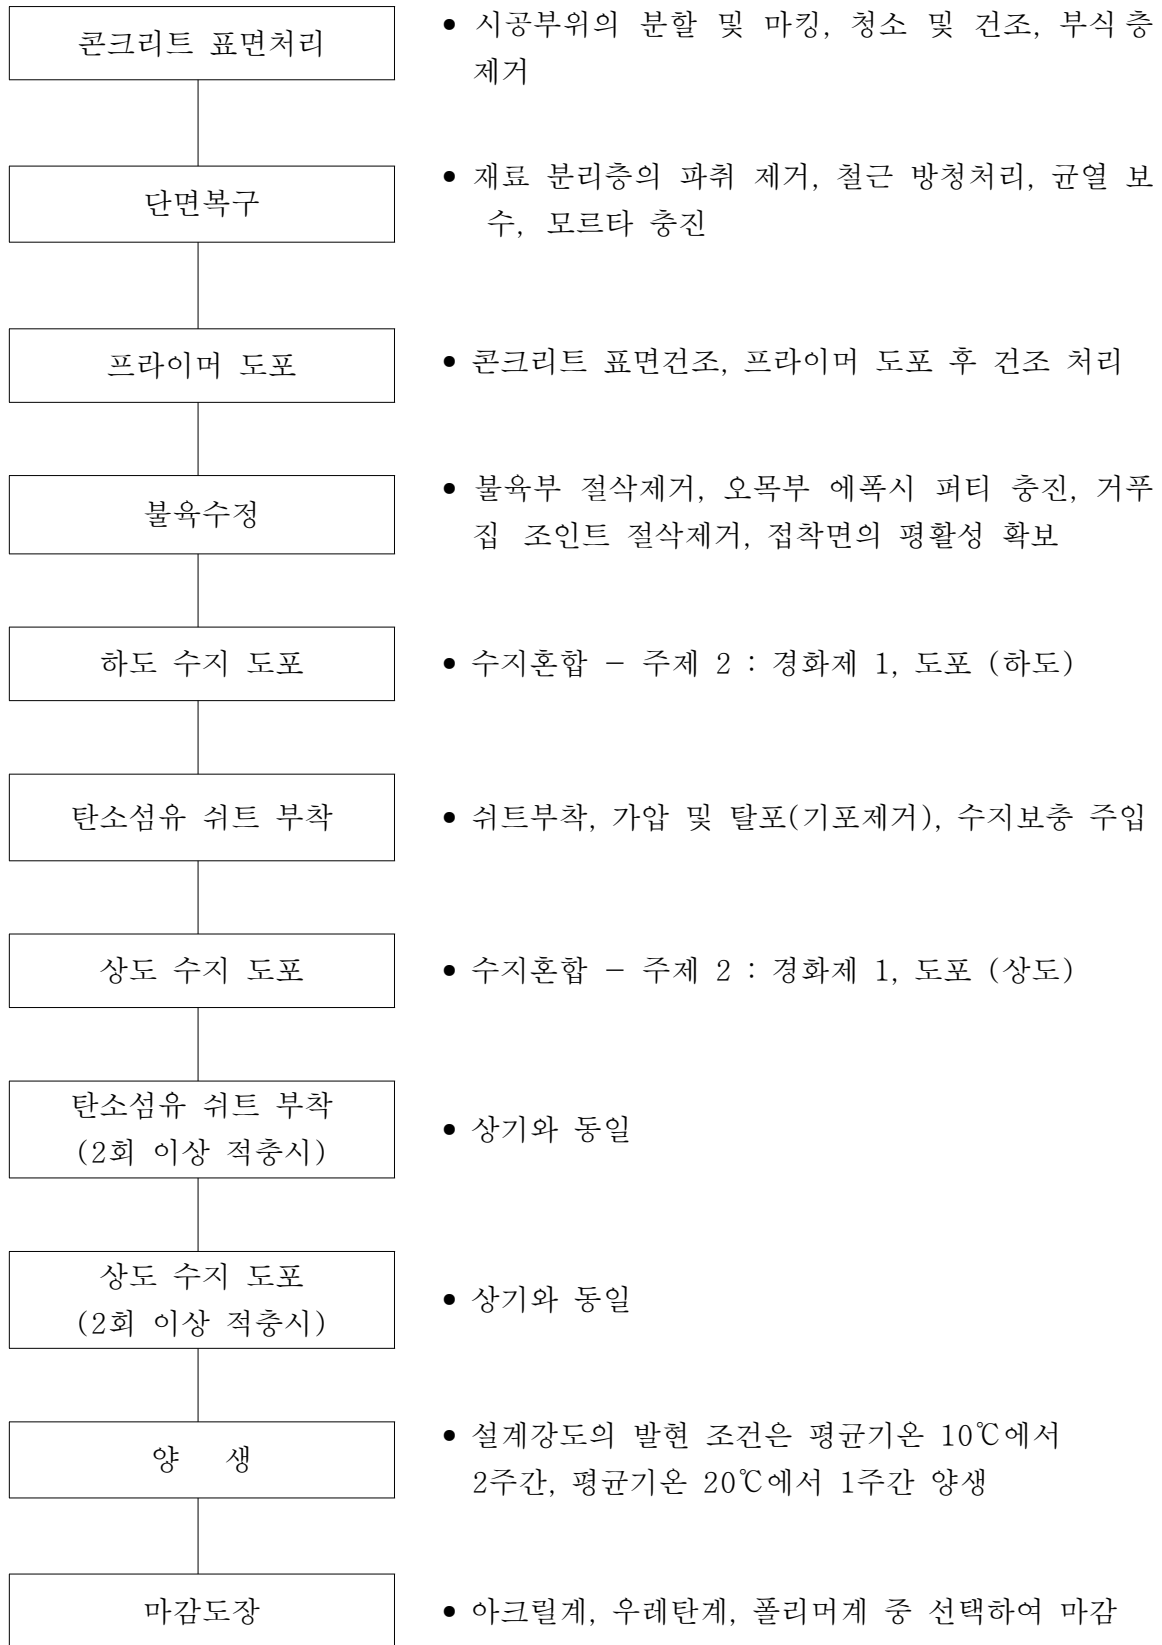 콘크리트 표면처리
• 시공부위의 분할 및 마킹, 청소 및 건조, 부식층
제거
단면복구
• 재료 분리층의 파취 제거, 철근 방청처리, 균열 보
수, 모르타 충진
프라이머 도포
• 콘크리트 표면건조, 프라이머 도포 후 건조 처리
불육수정
• 불육부 절삭제거, 오목부 에폭시 퍼티 충진, 거푸
집 조인트 절삭제거, 접착면의 평활성 확보
하도 수지 도포
• 수지혼합 – 주제 2 : 경화제 1, 도포 (하도)
탄소섬유 쉬트 부착
• 쉬트부착, 가압 및 탈포(기포제거), 수지보충 주입
상도 수지 도포
• 수지혼합 – 주제 2 : 경화제 1, 도포 (상도)
탄소섬유 쉬트 부착
(2회 이상 적층시)
• 상기와 동일
상도 수지 도포
(2회 이상 적층시)
• 상기와 동일
양 생
• 설계강도의 발현 조건은 평균기온 10℃에서
2주간, 평균기온 20℃에서 1주간 양생
마감도장
• 아크릴계, 우레탄계, 폴리머계 중 선택하여 마감